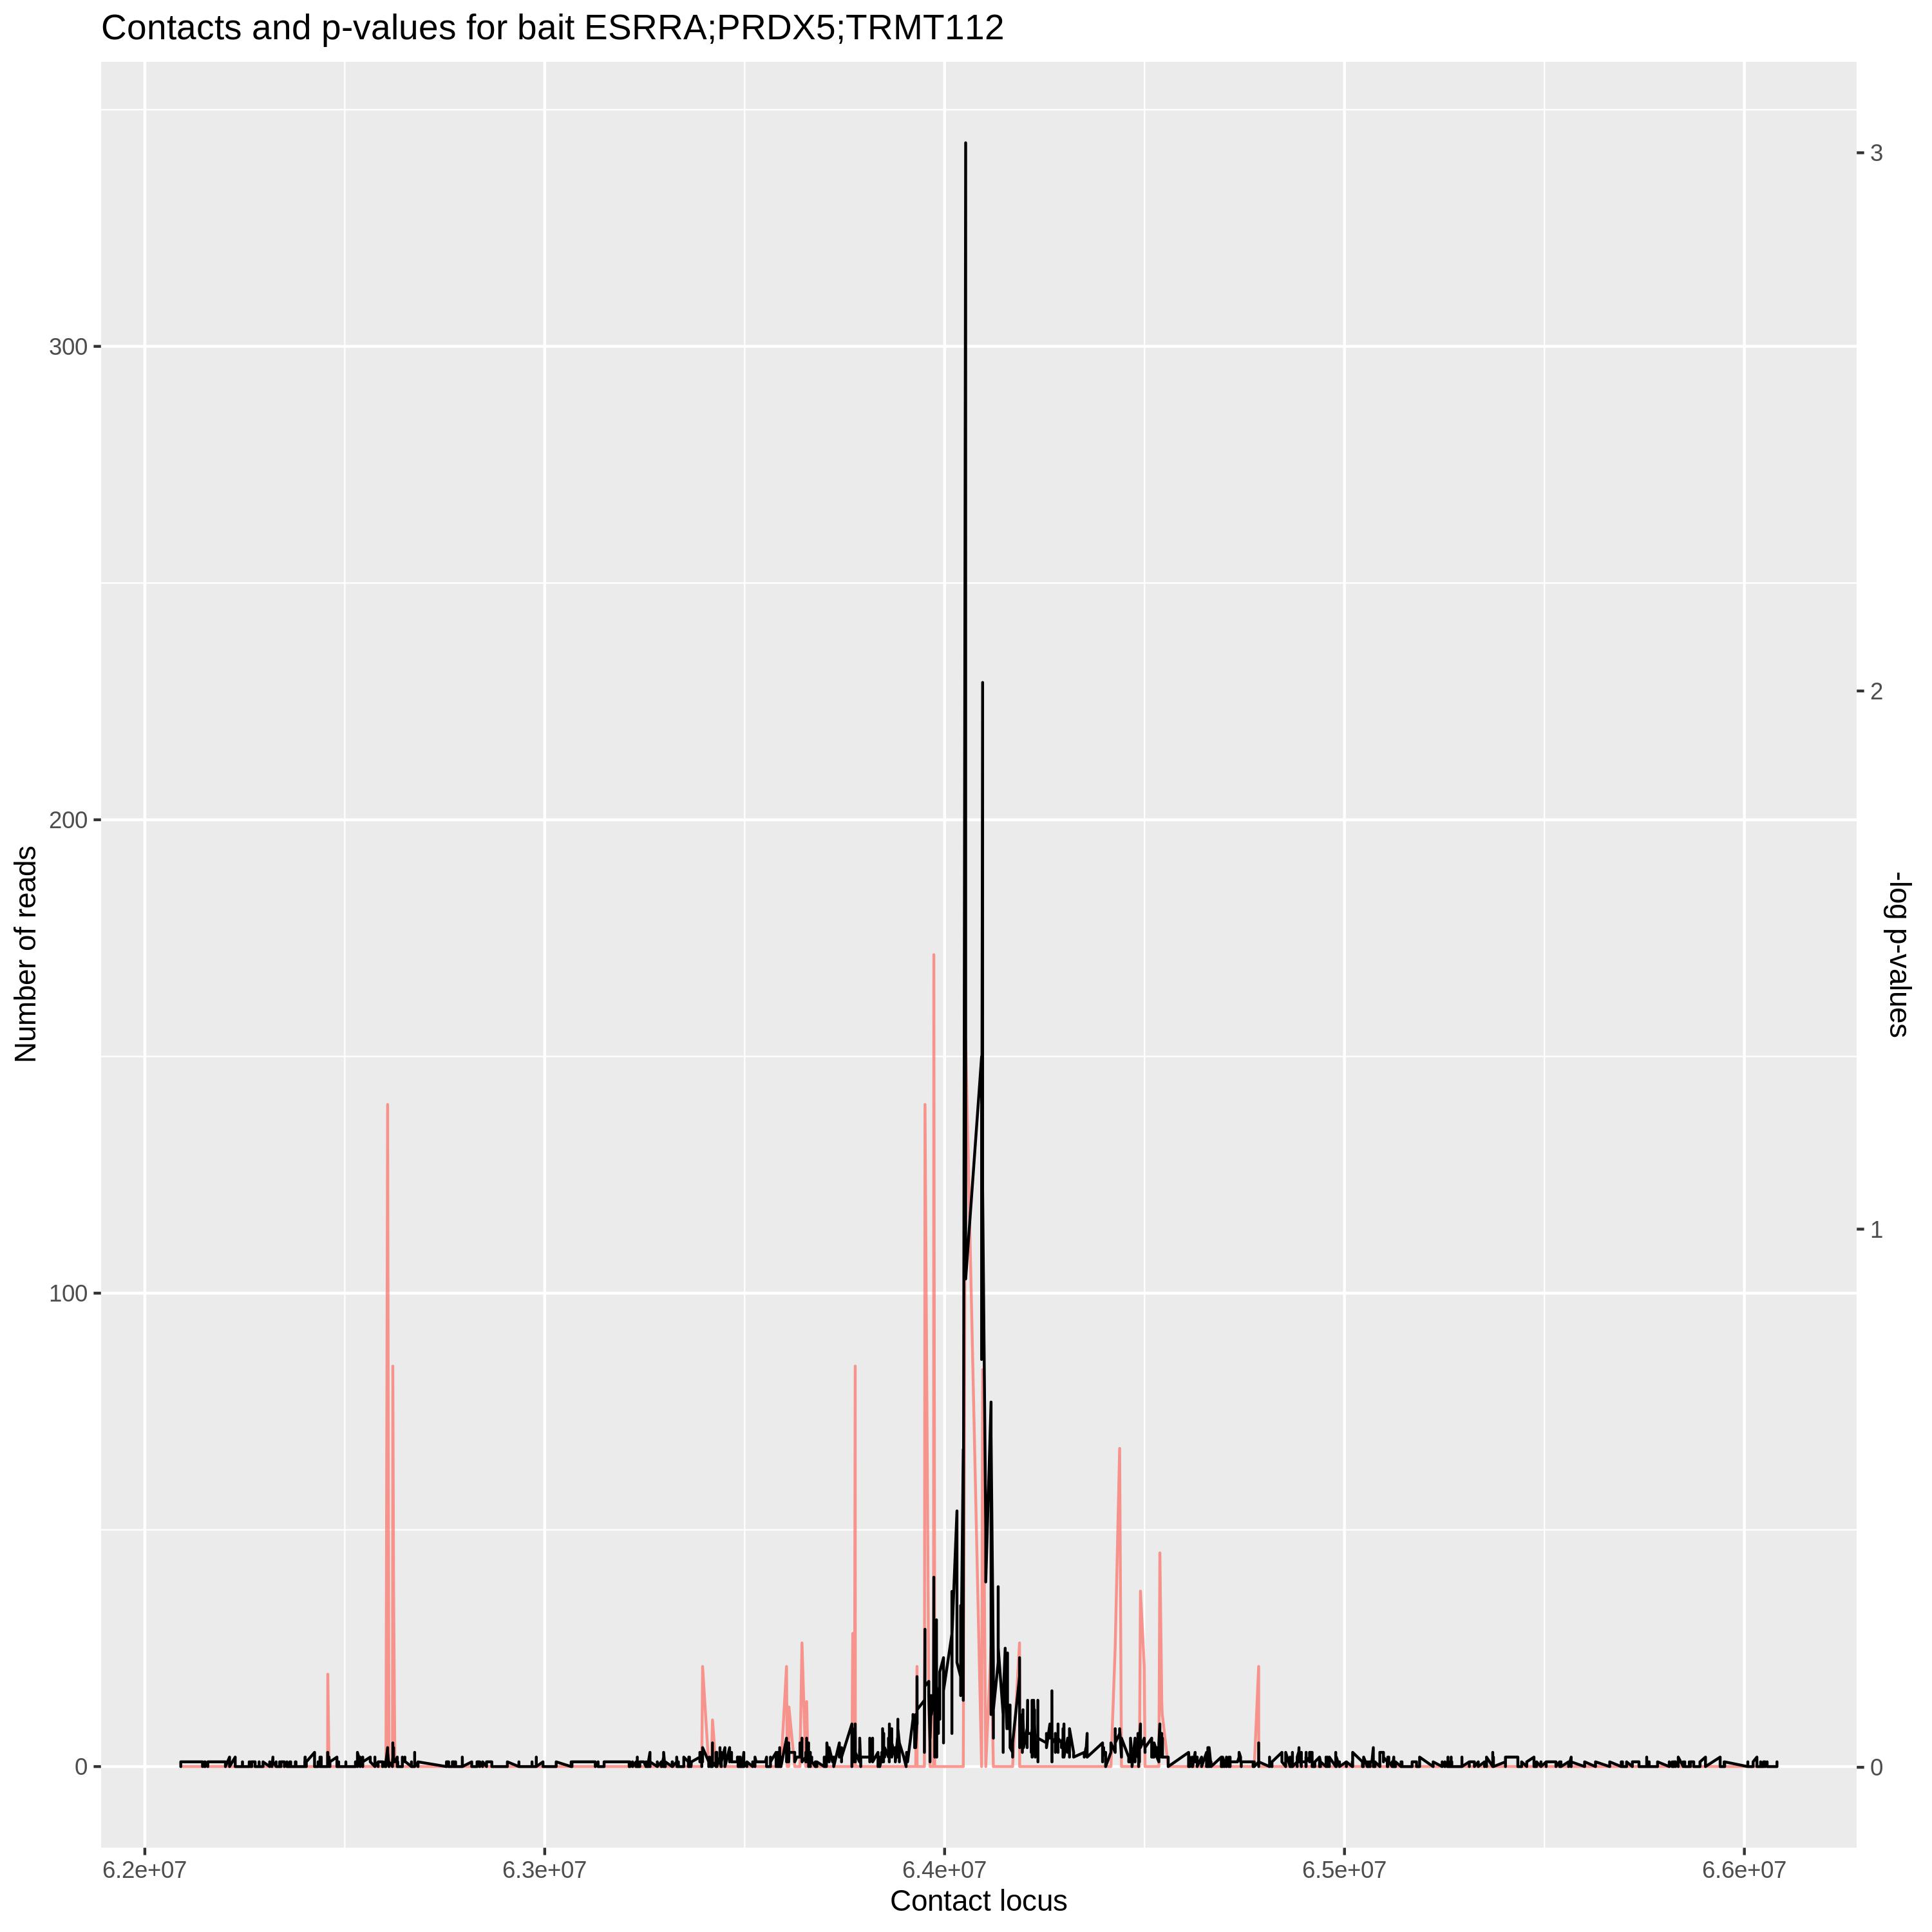 Contacts and p-values for bait ESRRA;PRDX5;TRMT112
300
200
100
0
Number of reads
3
2
1
0
-log p-values
6.2e+07 6.3e+07 6.4e+07 6.5e+07 6.6e+07
Contact locus